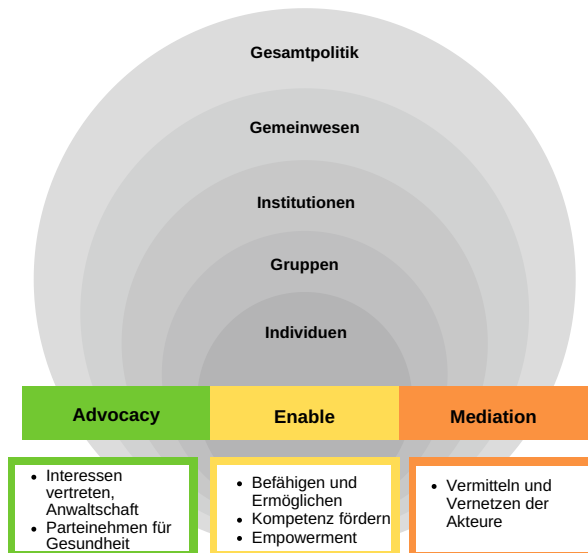 Gesamtpolitik
Gemeinwesen
Institutionen
Gruppen
Individuen
Advocacy
Enable
Mediation
• Interessen
vertreten,
Anwaltschaft
• Parteinehmen für
Gesundheit
• Befähigen und
Ermöglichen
• Kompetenz fördern
• Empowerment
• Vermitteln und
Vernetzen der
Akteure